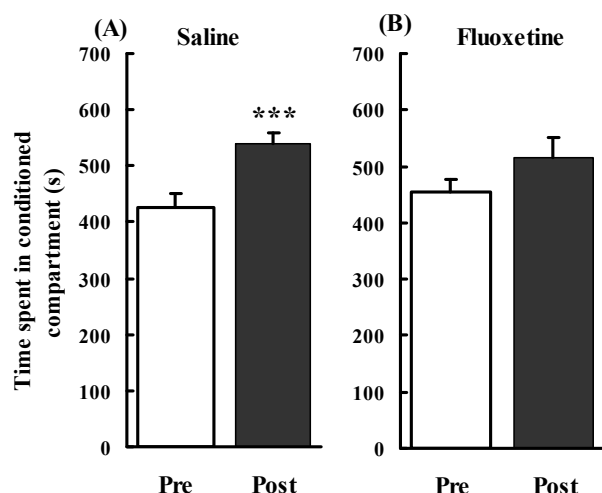 (A)
Saline
700
600
500
400
300
200
100
0
***
Pre Post
Time spent in conditioned
compartment (s)
(B)
Fluoxetine
700
600
500
400
300
200
100
0
Pre Post